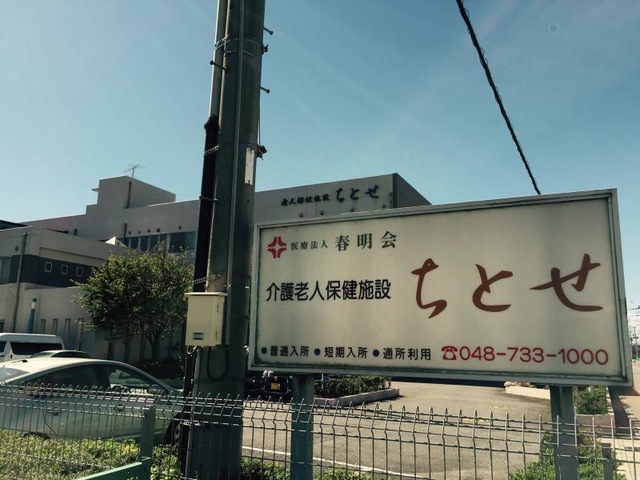 老人保健施設 ちとせ
医療法人 春明会
介護老人保健施設 ちとせ
● 普通入所 ● 短期入所 ● 通所利用 ☎048-733-1000